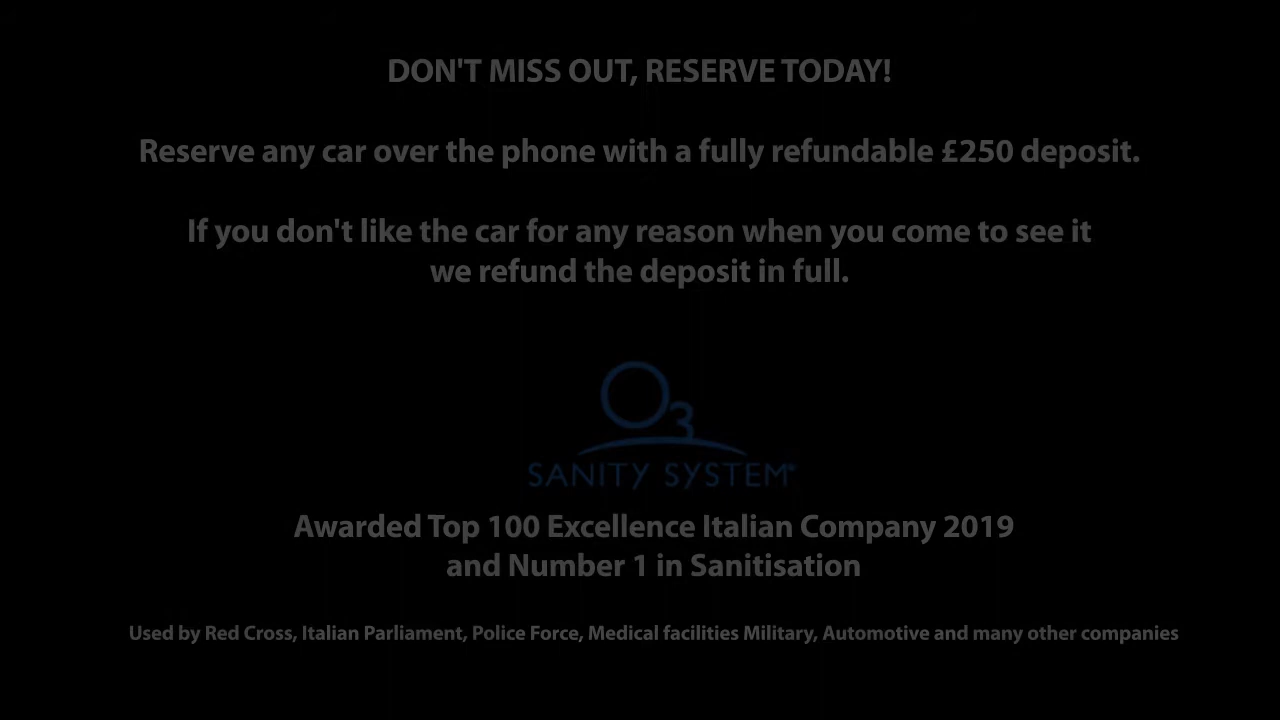 DON'T MISS OUT, RESERVE TODAY!
Reserve any car over the phone with a fully refundable £250 deposit.
If you don't like the car for any reason when you come to see it
we refund the deposit in full.
O3
SANITY SYSTEM
Awarded Top 100 Excellence Italian Company 2019
and Number 1 in Sanitisation
Used by Red Cross, Italian Parliament, Police Force, Medical facilities Military, Automotive and many other companies